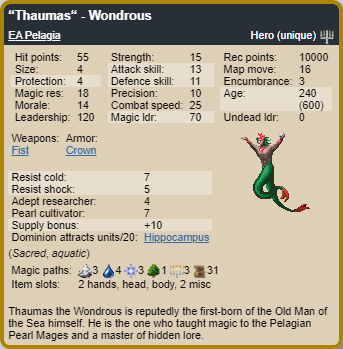 “Thaumas“ - Wondrous
EA Pelagia Hero (unique)
Hit points: 55 Strength: 15 Rec points: 10000
Size: 4 Attack skill: 13 Map move: 16
Protection: 4 Defence skill: 11 Encumbrance: 3
Magic res: 18 Precision: 10 Age: 240
Morale: 14 Combat speed: 25 (600)
Leadership: 120 Magic ldr: 70 Undead ldr: 0
Weapons: Armor:
Fist Crown
Resist cold: 7
Resist shock: 5
Adept researcher: 4
Pearl cultivator: 7
Supply bonus: +10
Dominion attracts units/20: Hippocampus
(Sacred, aquatic)
Magic paths: 3 4 3 1 3 31
Item slots: 2 hands, head, body, 2 misc
Thaumas the Wondrous is reputedly the first-born of the Old Man of
the Sea himself. He is the one who taught magic to the Pelagian
Pearl Mages and a master of hidden lore.